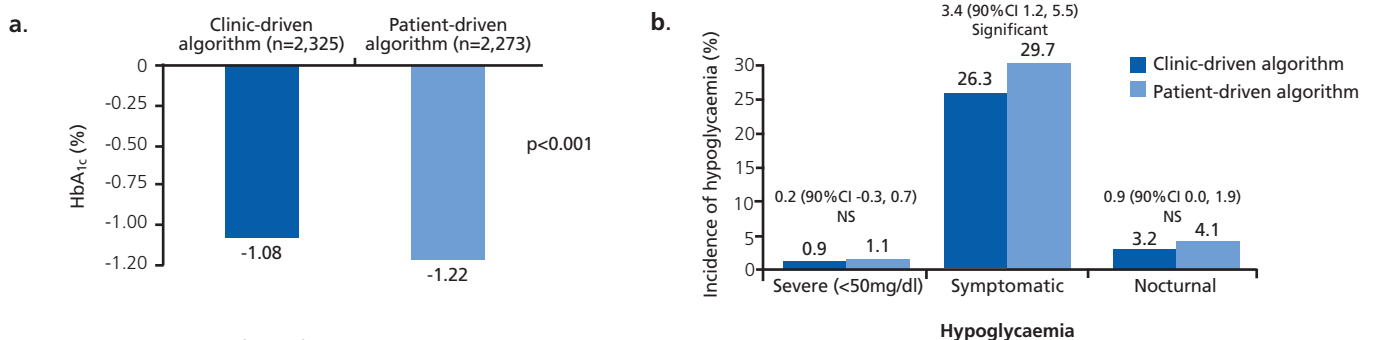 a.
Clinic-driven
algorithm (n=2,325)
Patient-driven
algorithm (n=2,273)
HbA1c (%)
0
-0.25
-0.50
-0.75
-1.00
-1.20
-1.08
-1.22
p<0.001
b.
Incidence of hypoglycaemia (%)
30
25
20
15
10
5
0
0.2 (90%CI -0.3, 0.7)
NS
0.9
1.1
3.4 (90%CI 1.2, 5.5)
Significant
26.3
29.7
0.9 (90%CI 0.0, 1.9)
NS
3.2
4.1
Clinic-driven algorithm
Patient-driven algorithm
Severe (<50mg/dl)
Symptomatic
Nocturnal
Hypoglycaemia